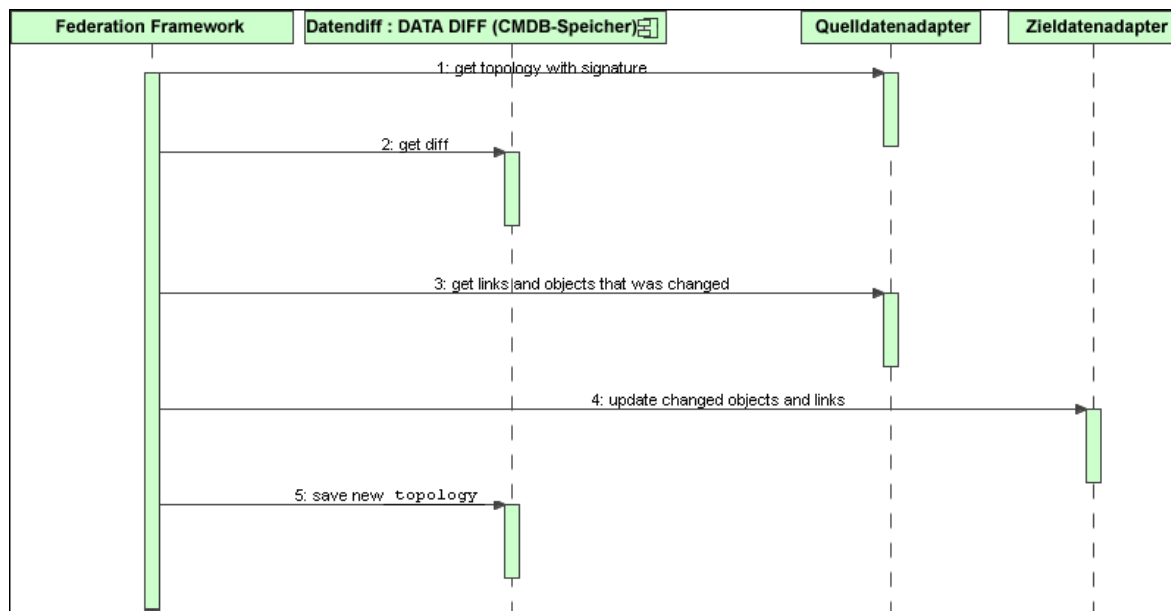 Federation Framework
Datendiff : DATA DIFF (CMDB-Speicher)
Quelldatenadapter
Zieldatenadapter
1: get topology with signature
2: get diff
3: get links and objects that was changed
4: update changed objects and links
5: save new topology